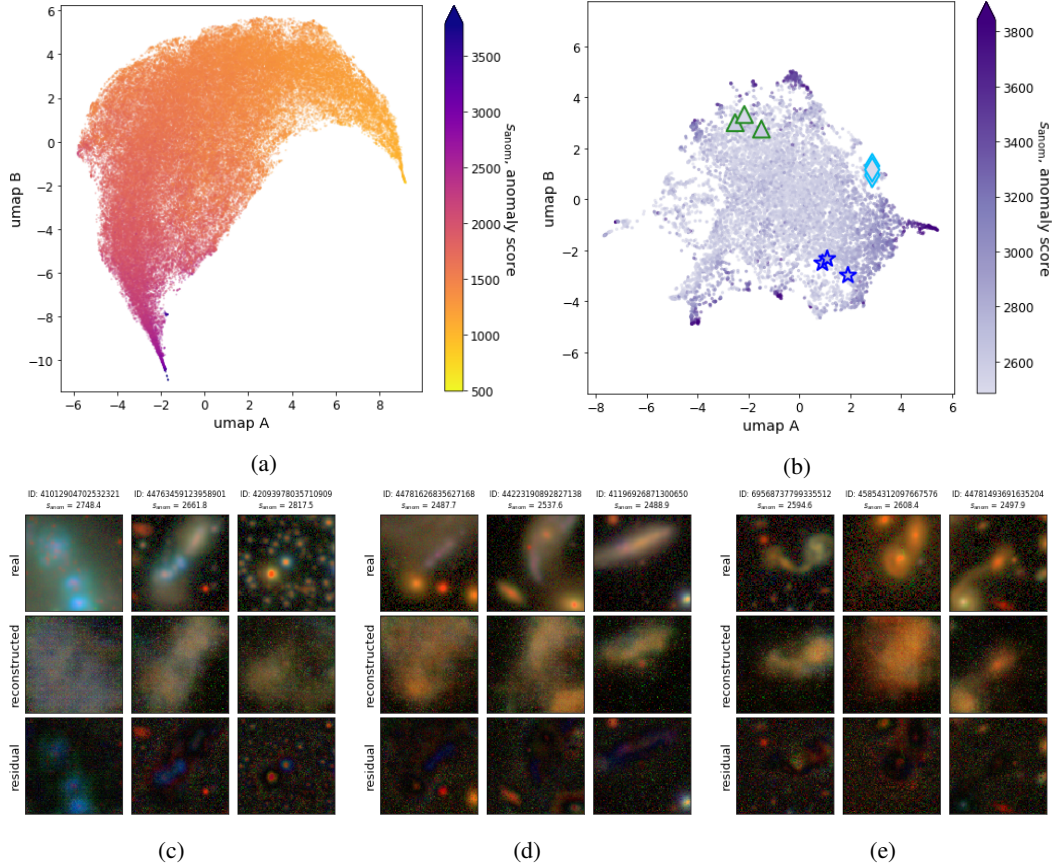 6
4
2
0
−2
−4
−6
−8
−10
umap B
−6
−4
−2
0
2
4
6
8
umap A
3500
3000
2500
2000
1500
1000
500
s_anom, anomaly score
(a)
6
4
2
0
−2
−4
−6
umap B
−8
−6
−4
−2
0
2
4
6
umap A
3800
3600
3400
3200
3000
2800
2600
s_anom, anomaly score
(b)
ID: 41012904702532321
s_anom = 2748.4
ID: 44763459123958901
s_anom = 2661.8
ID: 42093978035710909
s_anom = 2817.5
real
reconstructed
residual
(c)
ID: 44781626835627168
s_anom = 2487.7
ID: 44223190892827138
s_anom = 2537.6
ID: 41196926871300650
s_anom = 2488.9
real
reconstructed
residual
(d)
ID: 69568737799335512
s_anom = 2594.6
ID: 45854312097667576
s_anom = 2608.4
ID: 44781493691635204
s_anom = 2497.9
real
reconstructed
residual
(e)